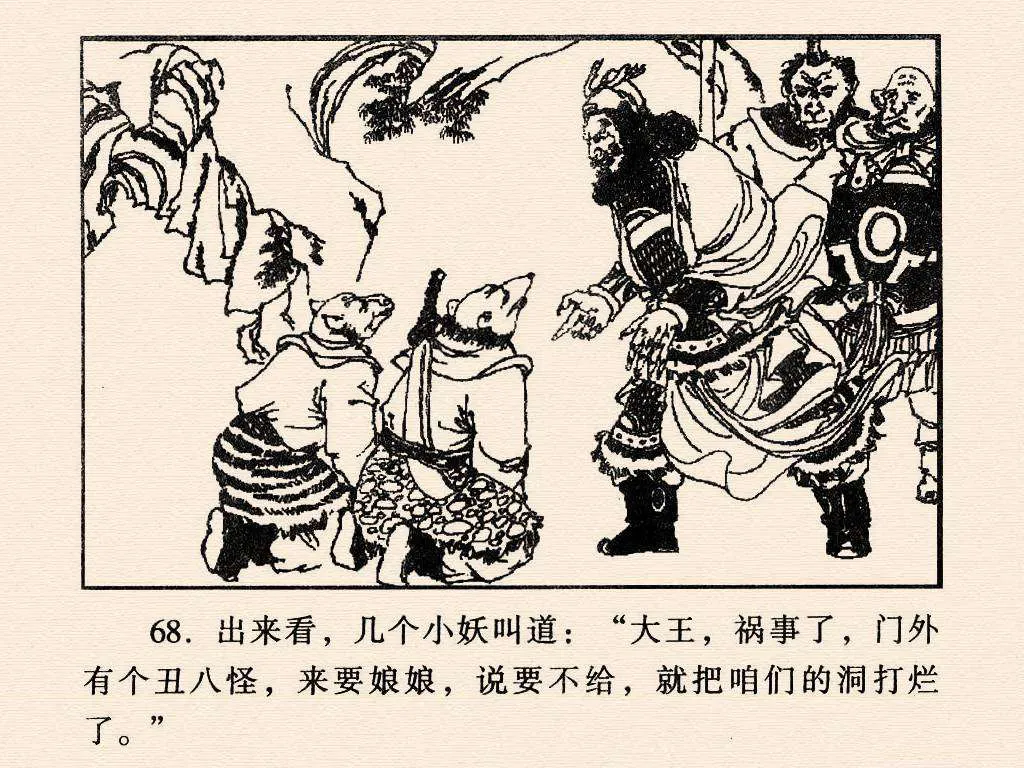 68. 出来看，几个小妖叫道：“大王，祸事了，门外
有个丑八怪，来要娘娘，说要不给，就把咱们的洞打烂
了。”